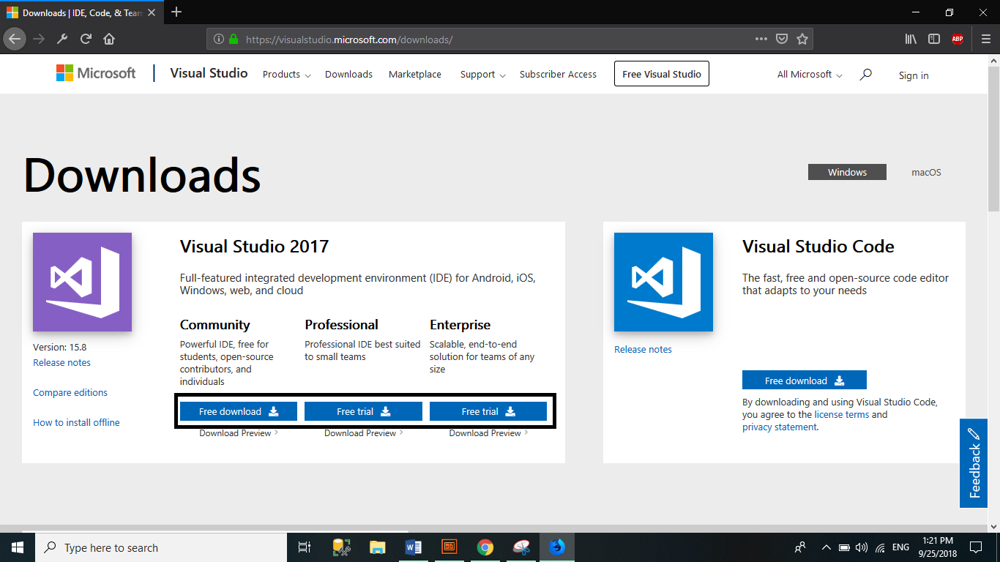 Downloads | IDE, Code, & Team
https://visualstudio.microsoft.com/downloads/
ABP
Microsoft
Visual Studio
Products
Downloads
Marketplace
Support
Subscriber Access
Free Visual Studio
All Microsoft
Sign in
Downloads
Windows
macOS
Visual Studio 2017
Full-featured integrated development environment (IDE) for Android, iOS,
Windows, web, and cloud
Version: 15.8
Release notes
Compare editions
How to install offline
Community
Powerful IDE, free for
students, open-source
contributors, and
individuals
Free download
Download Preview
Professional
Professional IDE best suited
to small teams
Free trial
Download Preview
Enterprise
Scalable, end-to-end
solution for teams of any
size
Free trial
Download Preview
Visual Studio Code
The fast, free and open-source code editor
that adapts to your needs
Release notes
Free download
By downloading and using Visual Studio Code,
you agree to the license terms and
privacy statement.
Feedback
Type here to search
ENG
1:21 PM
9/25/2018